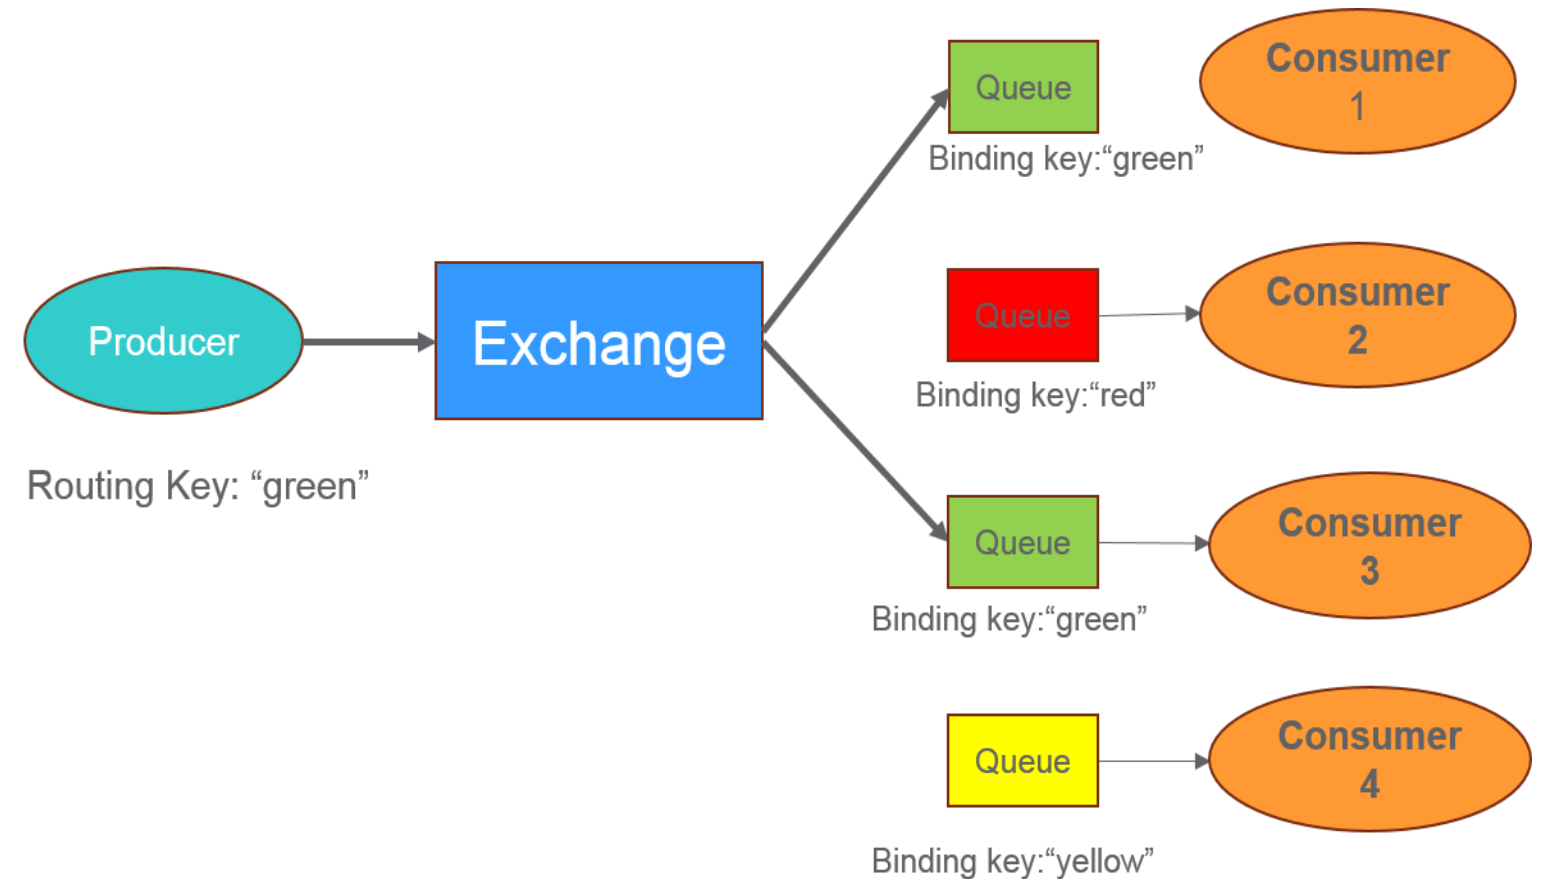 Producer
Routing Key: “green”
Exchange
Queue
Binding key:“green”
Consumer
1
Queue
Binding key:“red”
Consumer
2
Queue
Binding key:“green”
Consumer
3
Queue
Binding key:“yellow”
Consumer
4